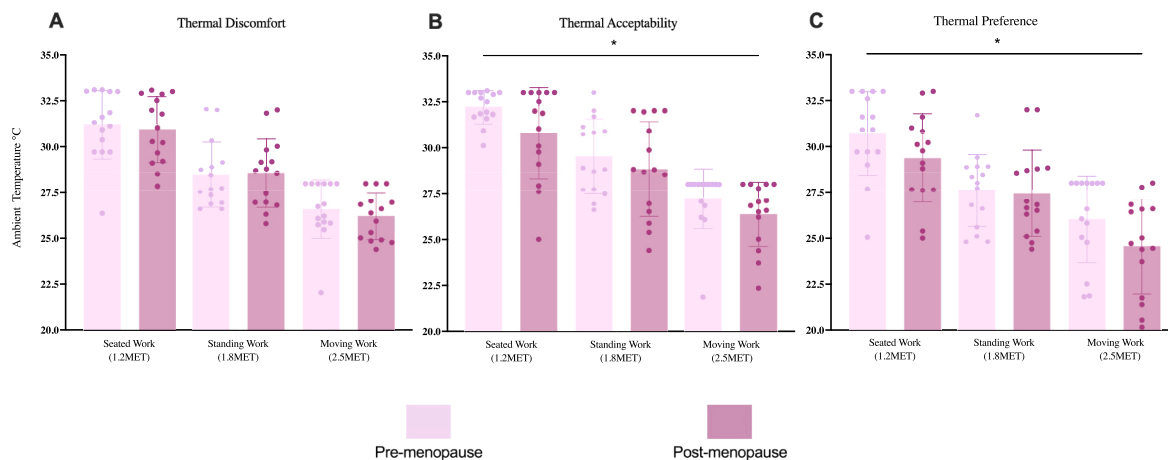 A
Thermal Discomfort
Ambient Temperature °C
35.0
32.5
30.0
27.5
25.0
22.5
20.0
Seated Work
(1.2MET)
Standing Work
(1.8MET)
Moving Work
(2.5MET)
B
Thermal Acceptability
*
35.0
32.5
30.0
27.5
25.0
22.5
20.0
Seated Work
(1.2MET)
Standing Work
(1.8MET)
Moving Work
(2.5MET)
C
Thermal Preference
*
35.0
32.5
30.0
27.5
25.0
22.5
20.0
Seated Work
(1.2MET)
Standing Work
(1.8MET)
Moving Work
(2.5MET)
Pre-menopause
Post-menopause